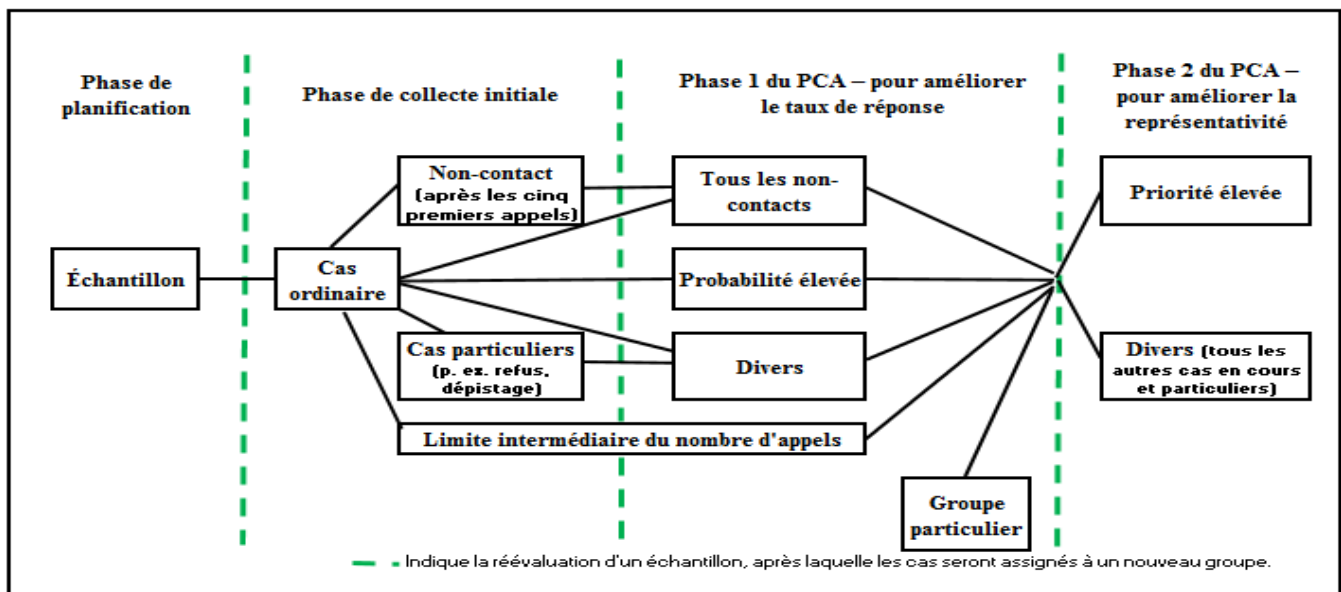 Phase de
planification
Phase de collecte initiale
Phase 1 du PCA – pour améliorer
le taux de réponse
Phase 2 du PCA –
pour améliorer la
représentativité
Non-contact
(après les cinq
premiers appels)
Tous les non-
contacts
Priorité élevée
Échantillon
Cas
ordinaire
Probabilité élevée
Cas particuliers
(p. ex. refus,
dépistage)
Divers
Divers (tous les
autres cas en cours
et particuliers)
Limite intermédiaire du nombre d'appels
Groupe
particulier
Indique la réévaluation d'un échantillon, après laquelle les cas seront assignés à un nouveau groupe.